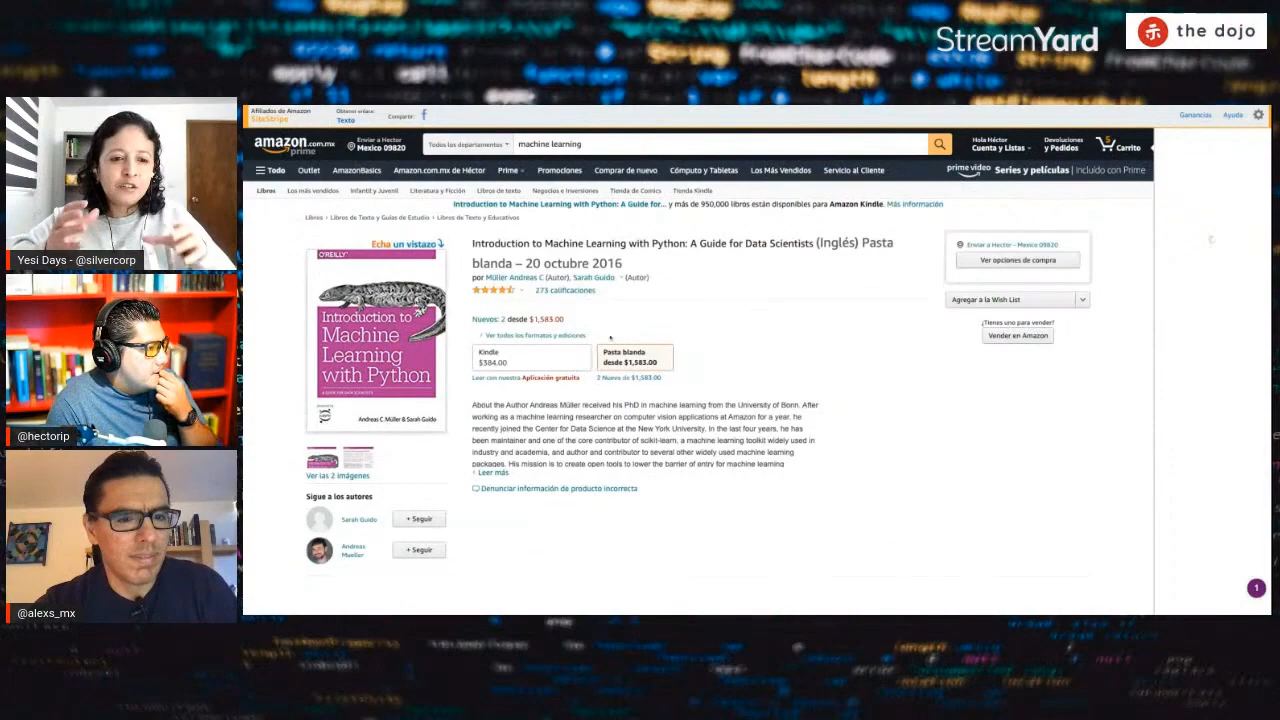 StreamYard
the dojo
Yesi Days - @silvercorp
@hectorip
@alexs_mx
Afiliados de Amazon
SiteStripe
Obtener enlace:
Texto
Compartir:
Ganancias
Ayuda
amazon.com.mx
prime
Enviar a Hector
Mexico 09820
Todos los departamentos
machine learning
Hola Héctor
Cuenta y Listas
Devoluciones
y Pedidos
5
Carrito
Todo
Outlet
AmazonBasics
Amazon.com.mx de Héctor
Prime
Promociones
Comprar de nuevo
Cómputo y Tabletas
Los Más Vendidos
Servicio al Cliente
prime video Series y películas | Incluido con Prime
Libros
Los más vendidos
Infantil y Juvenil
Literatura y Ficción
Libros de texto
Negocios e Inversiones
Tienda de Comics
Tienda Kindle
Introduction to Machine Learning with Python: A Guide for... y más de 950,000 libros están disponibles para Amazon Kindle. Más información
Libros › Libros de Texto y Guías de Estudio › Libros de Texto y Educativos
Echa un vistazo
O'REILLY
Introduction to
Machine
Learning
with Python
A GUIDE FOR DATA SCIENTISTS
Andreas C. Müller & Sarah Guido
Ver las 2 imágenes
Sigue a los autores
Sarah Guido
+ Seguir
Andreas
Mueller
+ Seguir
Introduction to Machine Learning with Python: A Guide for Data Scientists (Inglés) Pasta
blanda – 20 octubre 2016
por Müller Andreas C (Autor), Sarah Guido (Autor)
273 calificaciones
Nuevos: 2 desde $1,583.00
Ver todos los formatos y ediciones
Kindle
$384.00
Pasta blanda
desde $1,583.00
Leer con nuestra Aplicación gratuita
2 Nuevo de $1,583.00
About the Author Andreas Müller received his PhD in machine learning from the University of Bonn. After
working as a machine learning researcher on computer vision applications at Amazon for a year, he
recently joined the Center for Data Science at the New York University. In the last four years, he has
been maintainer and one of the core contributor of scikit-learn, a machine learning toolkit widely used in
industry and academia, and author and contributor to several other widely used machine learning
packages. His mission is to create open tools to lower the barrier of entry for machine learning
Leer más
Denunciar información de producto incorrecta
Enviar a Hector - Mexico 09820
Ver opciones de compra
Agregar a la Wish List
¿Tienes uno para vender?
Vender en Amazon
1